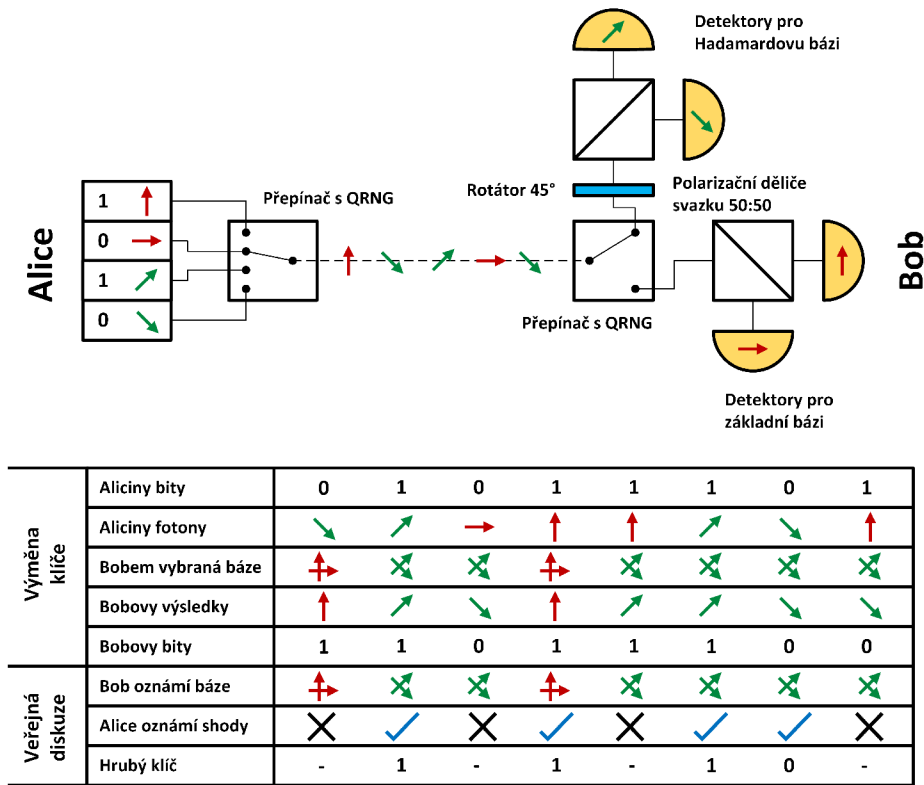 Detektory pro
Hadamardovu bázi
Alice
1
0
1
0
Přepínač s QRNG
Rotátor 45°
Polarizační děliče
svazku 50:50
Bob
Přepínač s QRNG
Detektory pro
základní bázi
Výměna
klíče
Aliciny bity 0 1 0 1 1 1 0 1
Aliciny fotony
Bobem vybraná báze
Bobovy výsledky
Bobovy bity 1 1 0 1 1 1 0 0
Veřejná
diskuze
Bob oznámí báze
Alice oznámí shody
Hrubý klíč - 1 - 1 - 1 0 -